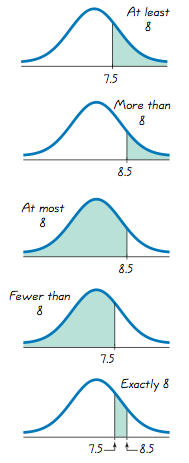 At least
8
7.5
More than
8
8.5
At most
8
8.5
Fewer than
8
7.5
Exactly 8
7.5 8.5